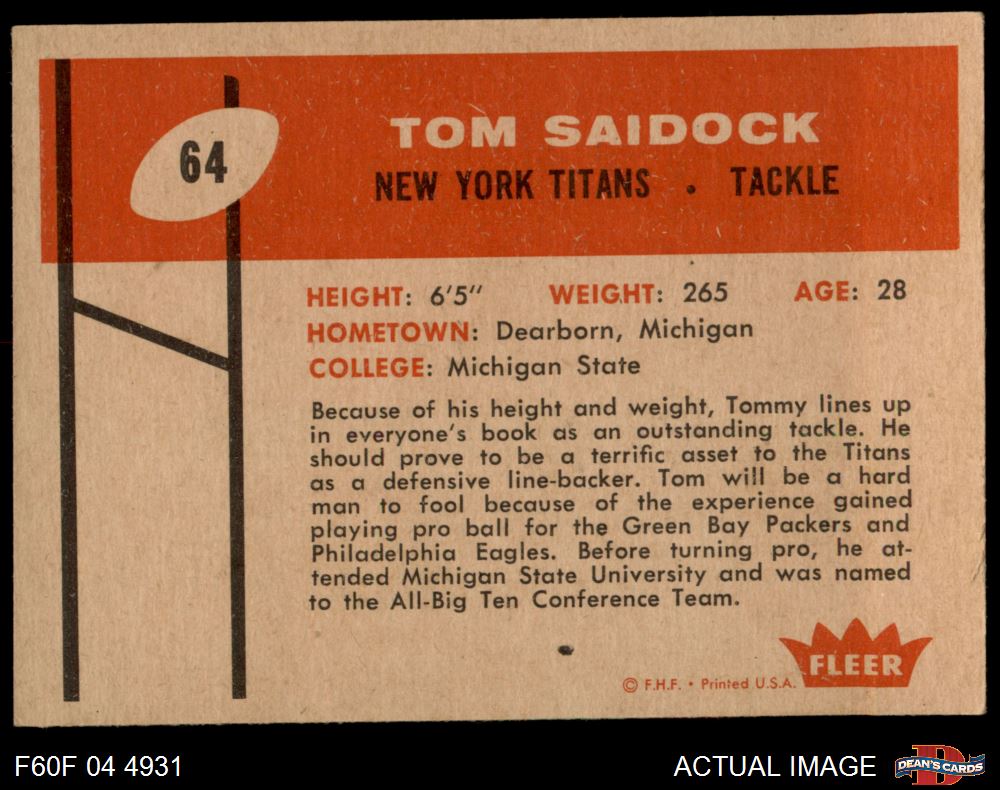 64
TOM SAIDOCK
NEW YORK TITANS . TACKLE
HEIGHT: 6'5" WEIGHT: 265 AGE: 28
HOMETOWN: Dearborn, Michigan
COLLEGE: Michigan State
Because of his height and weight, Tommy lines up
in everyone's book as an outstanding tackle. He
should prove to be a terrific asset to the Titans
as a defensive line-backer. Tom will be a hard
man to fool because of the experience gained
playing pro ball for the Green Bay Packers and
Philadelphia Eagles. Before turning pro, he at-
tended Michigan State University and was named
to the All-Big Ten Conference Team.
FLEER
© F.H.F. • Printed U.S.A.
F60F 04 4931 ACTUAL IMAGE
D
DEAN'S CARDS